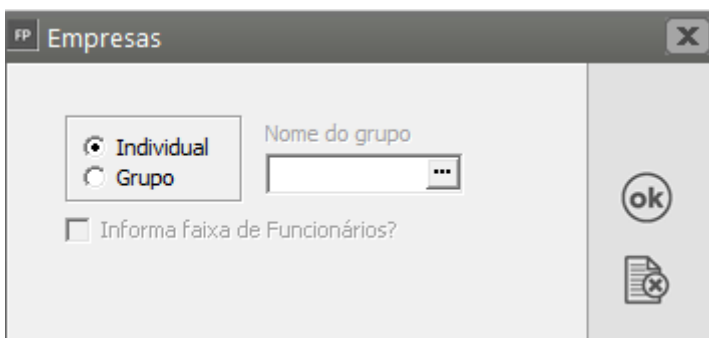 FP Empresas
Individual
Nome do grupo
Grupo
...
Informa faixa de Funcionários?
ok